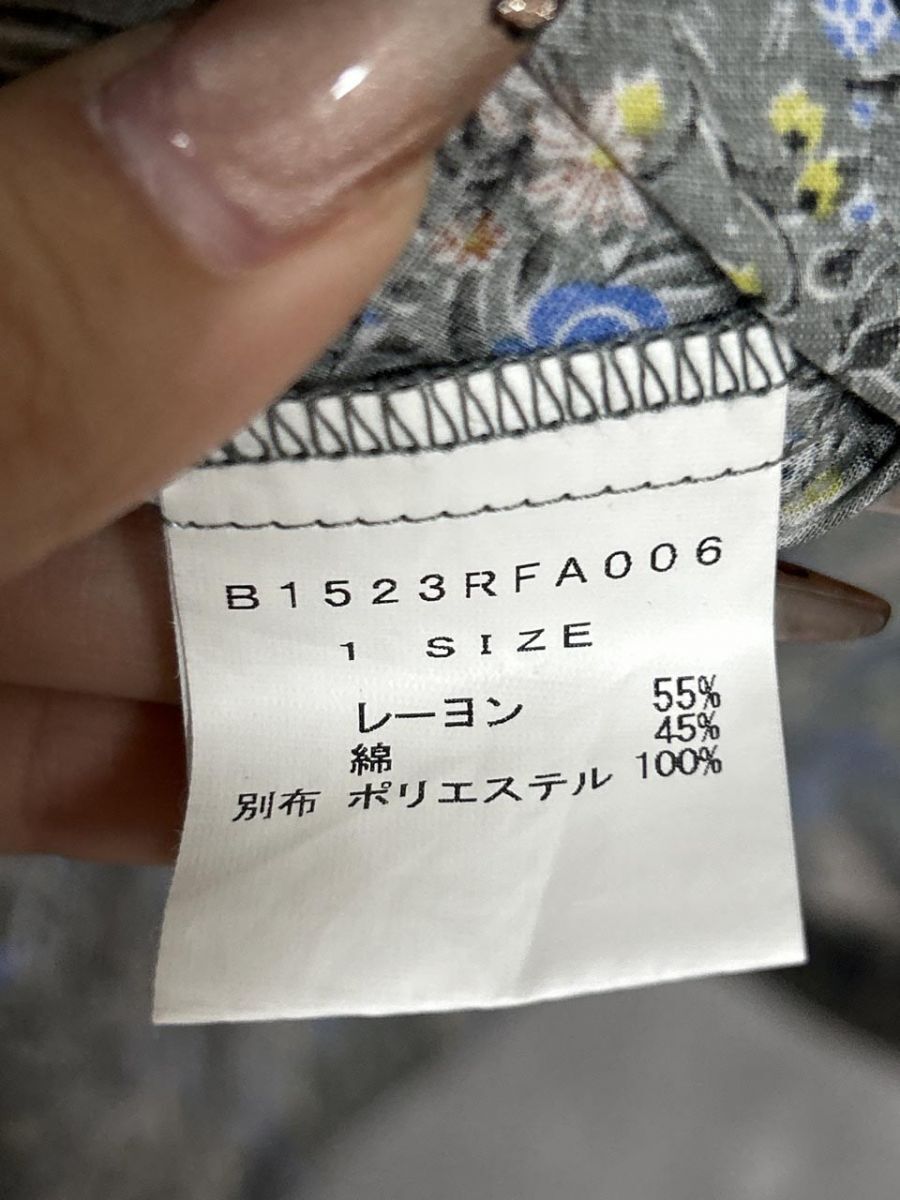 B1523RFA006
1 SIZE
レーヨン 55%
綿 45%
別布 ポリエステル 100%